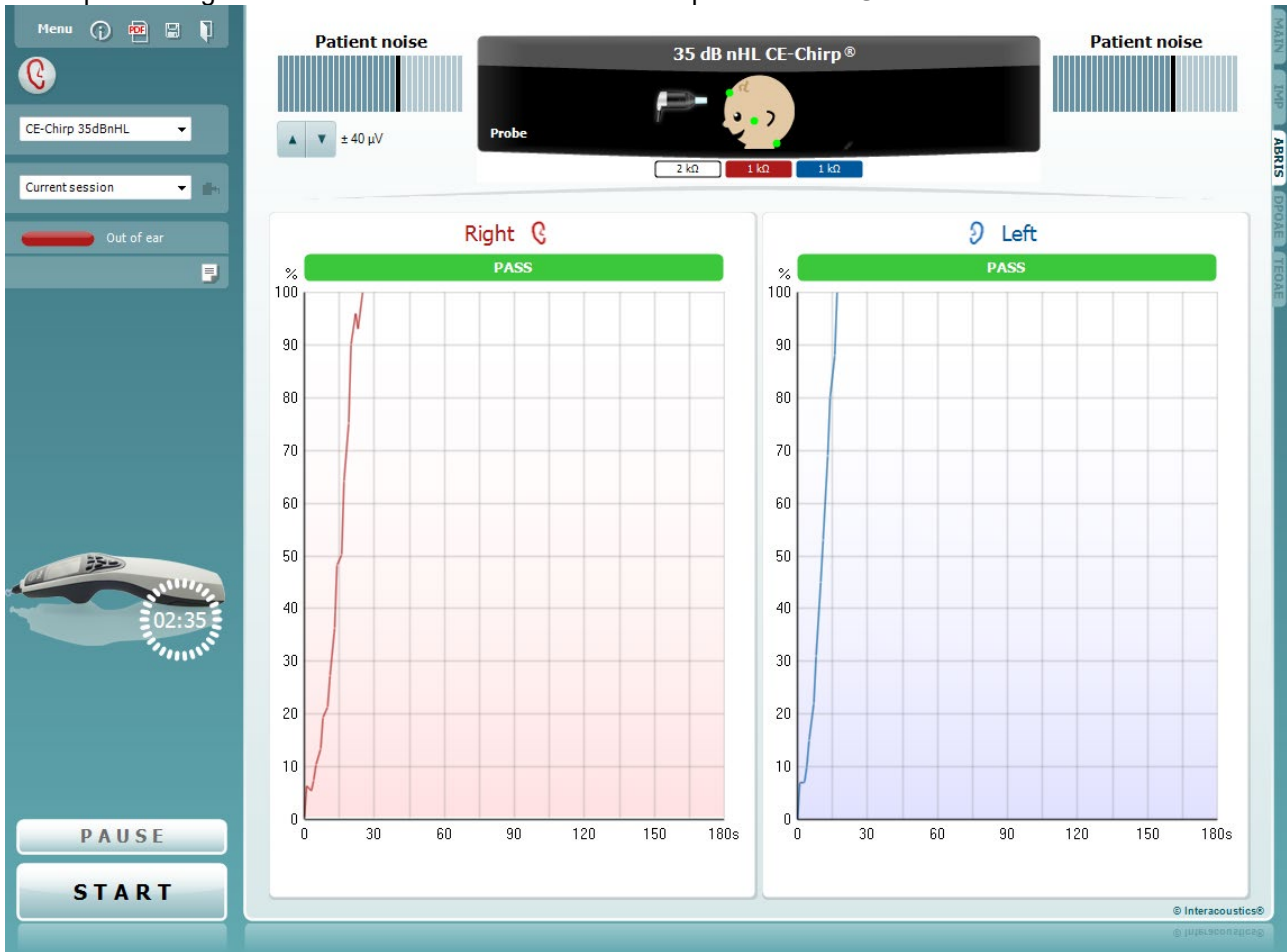 Menu PDF
CE-Chirp 35dBnHL
Current session
Out of ear
02:35
PAUSE
START
Patient noise
± 40 µV
35 dB nHL CE-Chirp®
Probe
2 kΩ 1 kΩ 1 kΩ
Patient noise
MAIN
IMP
ABRIS
DPOAE
TEOAE
Right
PASS
%
100
90
80
70
60
50
40
30
20
10
0
0 30 60 90 120 150 180s
Left
PASS
%
100
90
80
70
60
50
40
30
20
10
0
0 30 60 90 120 150 180s
© Interacoustics®
© Interacoustics®